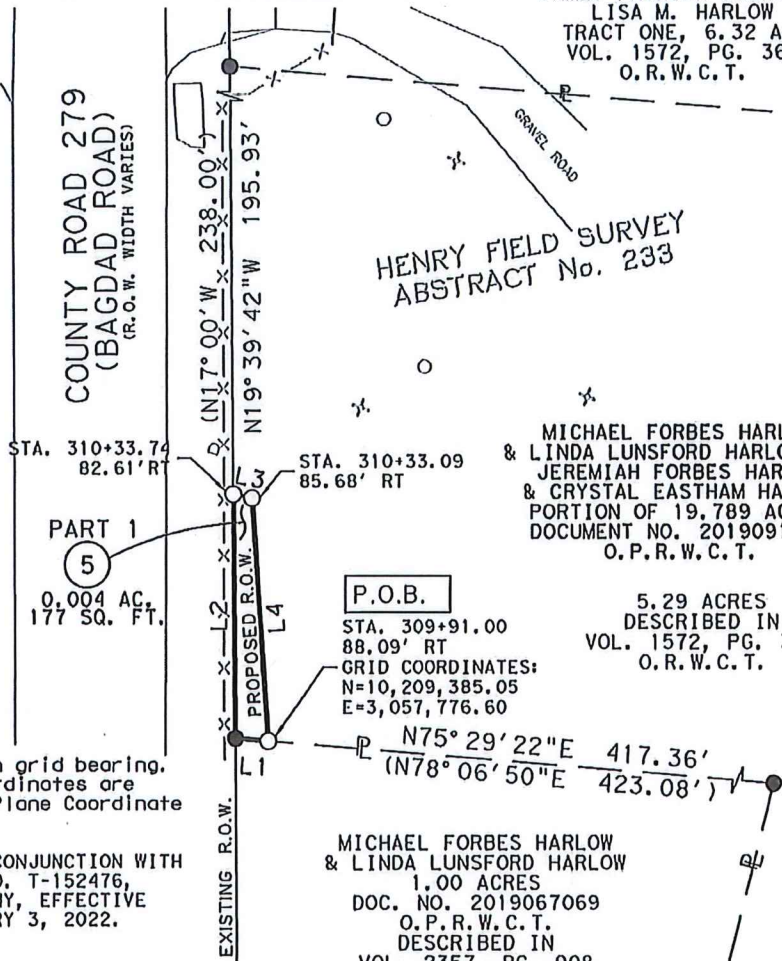 LISA M. HARLOW
TRACT ONE, 6.32 A
VOL. 1572, PG. 36
O.R.W.C.T.
COUNTY ROAD 279
(BAGDAD ROAD)
(R.O.W. WIDTH VARIES)
(N17°00'W 238.00')
N19°39'42"W 195.93'
GRAVEL ROAD
HENRY FIELD SURVEY
ABSTRACT No. 233
STA. 310+33.74
82.61'RT
L3
STA. 310+33.09
85.68' RT
MICHAEL FORBES HARL
& LINDA LUNSFORD HARLO
JEREMIAH FORBES HAR
& CRYSTAL EASTHAM HA
PORTION OF 19.789 AC
DOCUMENT NO. 201909
O.P.R.W.C.T.
PART 1
5
0.004 AC.
177 SQ. FT.
L2
PROPOSED R.O.W.
L4
P.O.B.
STA. 309+91.00
88.09' RT
GRID COORDINATES:
N=10,209,385.05
E=3,057,776.60
5.29 ACRES
DESCRIBED IN
VOL. 1572, PG.
O.R.W.C.T.
L1
N75°29'22"E 417.36'
(N78°06'50"E 423.08')
grid bearing.
rdinates are
Plane Coordinate
CONJUNCTION WITH
. T-152476,
NY, EFFECTIVE
RY 3, 2022.
EXISTING R.O.W.
MICHAEL FORBES HARLOW
& LINDA LUNSFORD HARLOW
1.00 ACRES
DOC. NO. 2019067069
O.P.R.W.C.T.
DESCRIBED IN
VOL. 2357, PG. 908